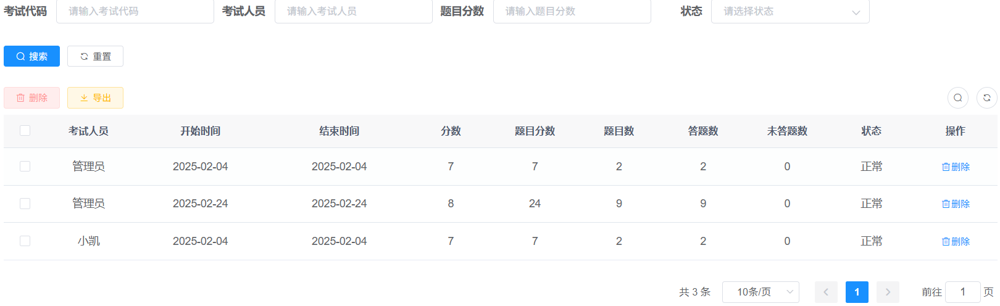 考试代码 请输入考试代码 考试人员 请输入考试人员 题目分数 请输入题目分数 状态 请选择状态
搜索 重置
删除 导出
考试人员 开始时间 结束时间 分数 题目分数 题目数 答题数 未答题数 状态 操作
管理员 2025-02-04 2025-02-04 7 7 2 2 0 正常 删除
管理员 2025-02-24 2025-02-24 8 24 9 9 0 正常 删除
小凯 2025-02-04 2025-02-04 7 7 2 2 0 正常 删除
共 3 条 10条/页 1 前往 1 页